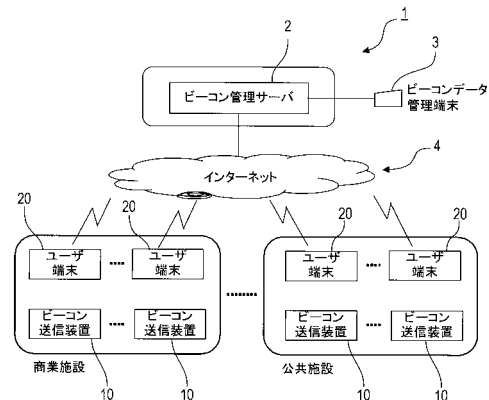 1
2
3
ビーコン管理サーバ
ビーコンデータ
管理端末
4
インターネット
20
20
20
20
ユーザ
端末
ユーザ
端末
ユーザ
端末
ユーザ
端末
ビーコン
送信装置
ビーコン
送信装置
ビーコン
送信装置
ビーコン
送信装置
商業施設
公共施設
10
10
10
10